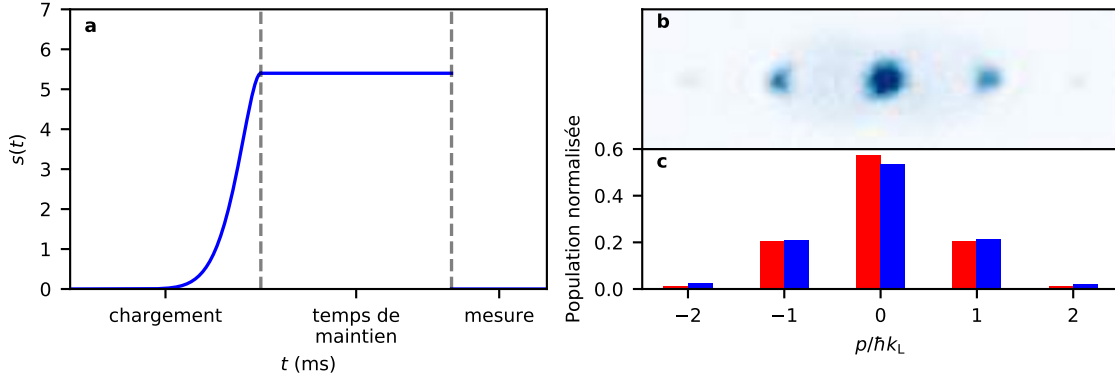 a
7
6
5
4
3
2
1
0
s(t)
chargement
temps de
maintien
mesure
t (ms)
b
c
0.6
0.4
0.2
0.0
Population normalisée
−2 −1 0 1 2
p/ℏk_L